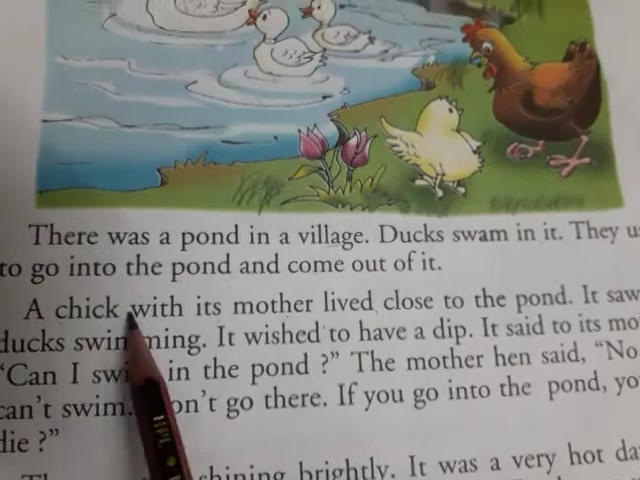 There was a pond in a village. Ducks swam in it. They
to go into the pond and come out of it.
A chick with its mother lived close to the pond. It saw
ducks swimming. It wished to have a dip. It said to its
"Can I in the pond ?" The mother hen said, "No
can't swim. Don't go there. If you go into the pond,
die ?"
shining brightly. It was a very hot